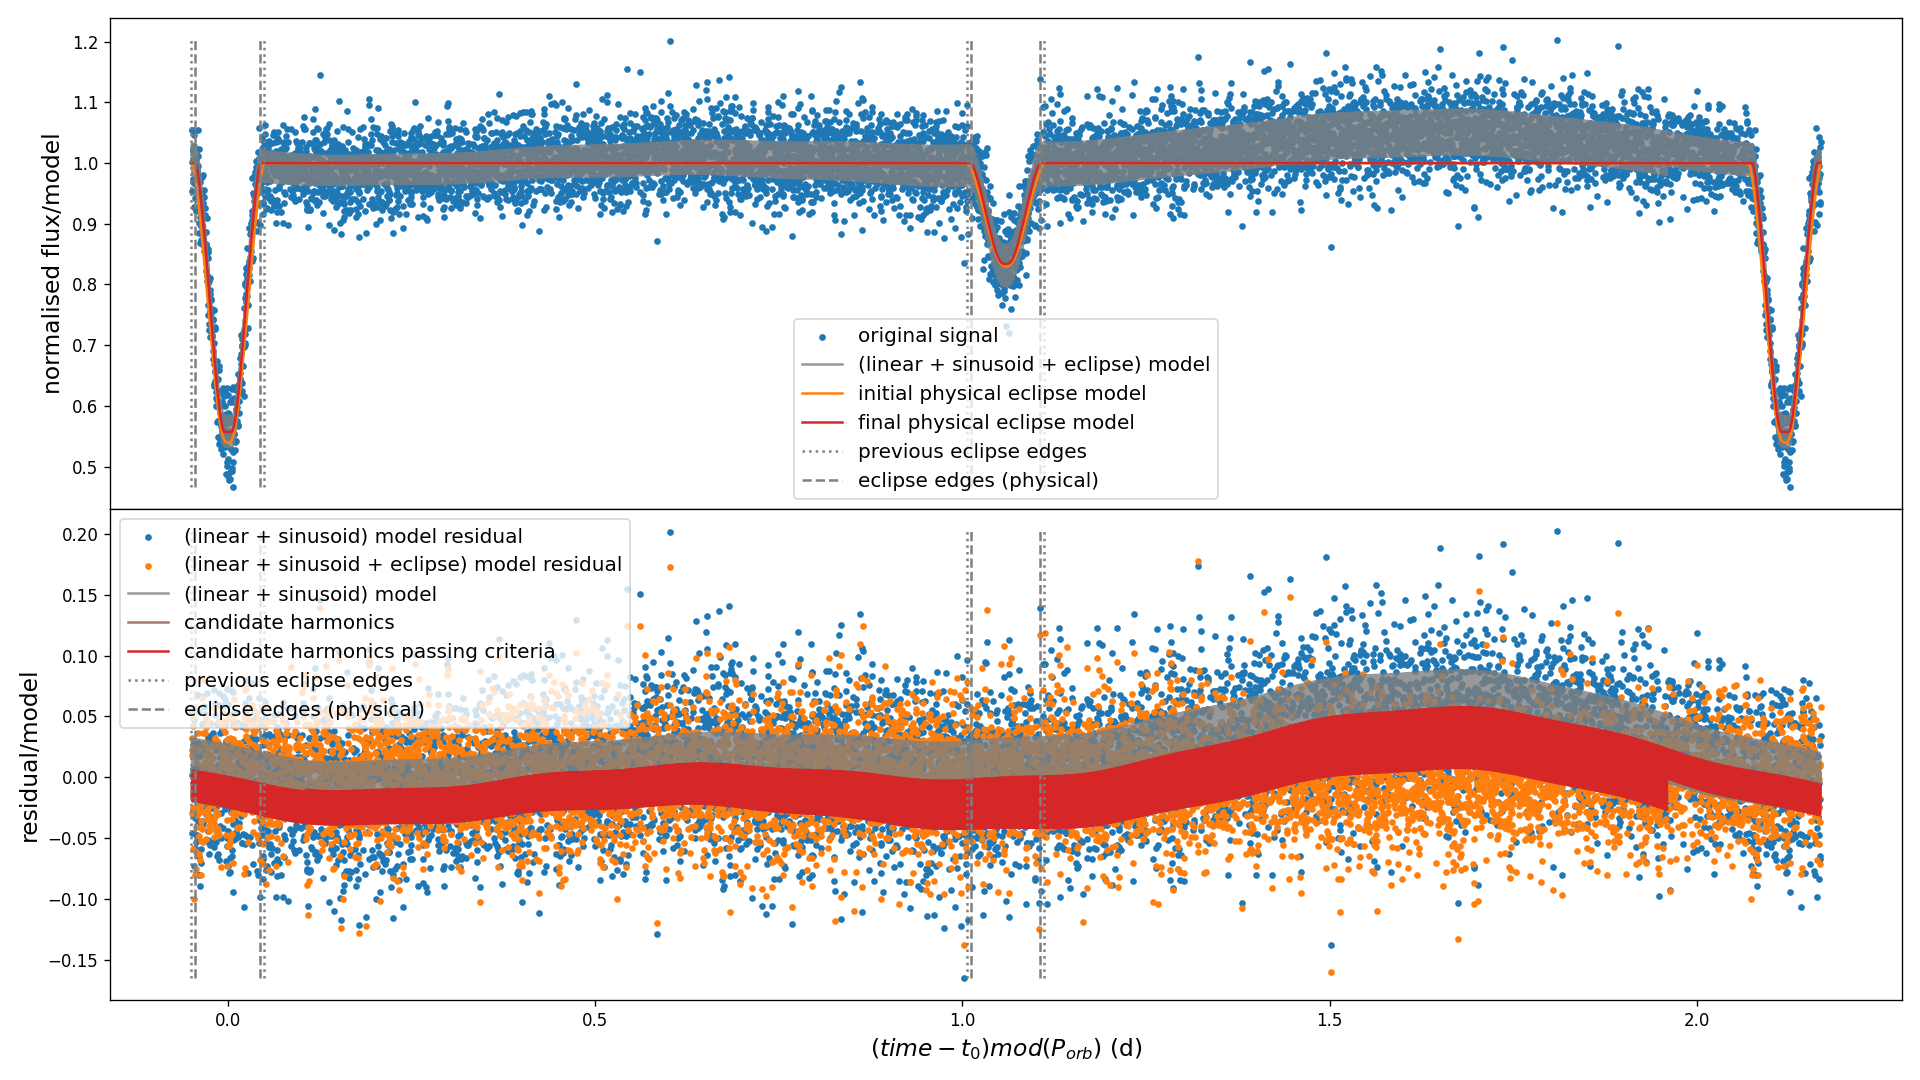 normalised flux/model
1.2
1.1
1.0
0.9
0.8
0.7
0.6
0.5
original signal
(linear + sinusoid + eclipse) model
initial physical eclipse model
final physical eclipse model
previous eclipse edges
eclipse edges (physical)
residual/model
0.20
0.15
0.10
0.05
0.00
−0.05
−0.10
−0.15
(linear + sinusoid) model residual
(linear + sinusoid + eclipse) model residual
(linear + sinusoid) model
candidate harmonics
candidate harmonics passing criteria
previous eclipse edges
eclipse edges (physical)
0.0 0.5 1.0 1.5 2.0
(time − t₀)mod(P_orb) (d)